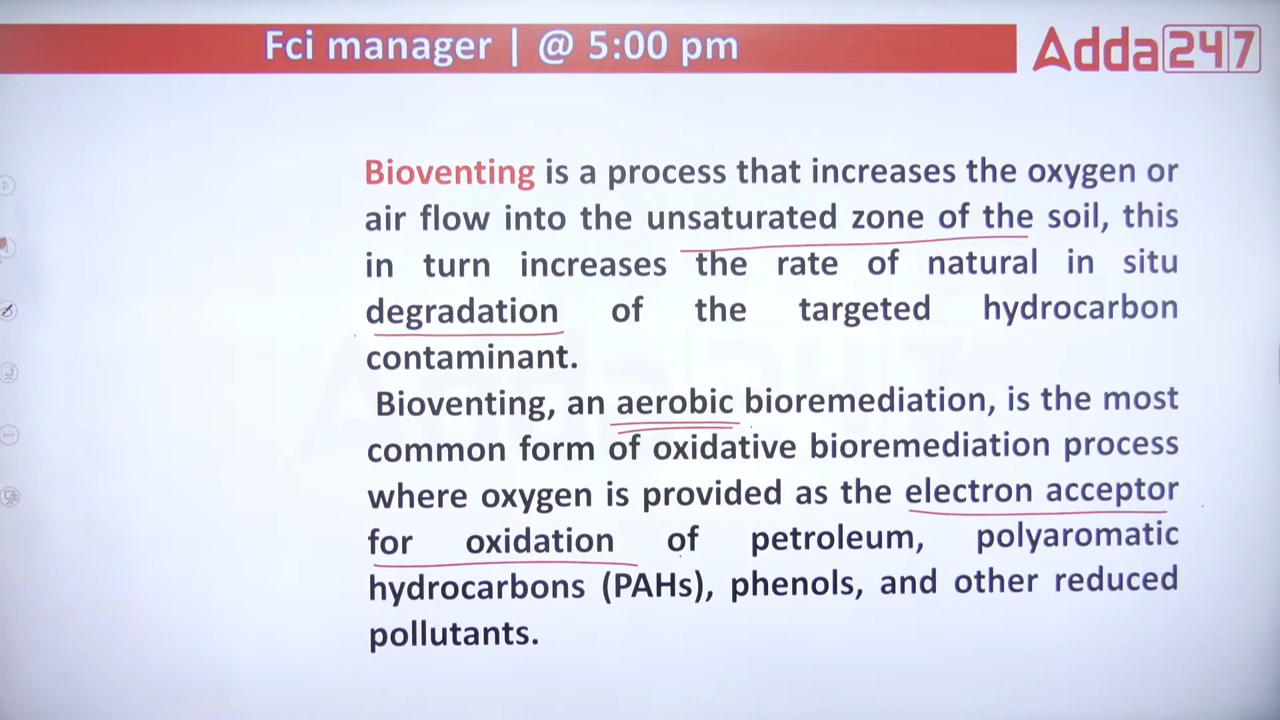 Fci manager | @ 5:00 pm
Adda247
Bioventing is a process that increases the oxygen or
air flow into the unsaturated zone of the soil, this
in turn increases the rate of natural in situ
degradation of the targeted hydrocarbon
contaminant.
Bioventing, an aerobic bioremediation, is the most
common form of oxidative bioremediation process
where oxygen is provided as the electron acceptor
for oxidation of petroleum, polyaromatic
hydrocarbons (PAHs), phenols, and other reduced
pollutants.